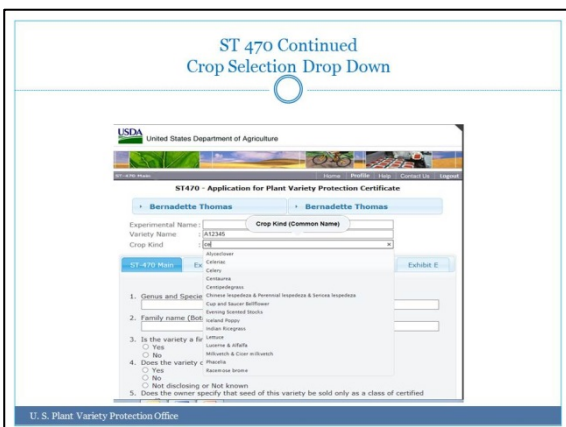 ST 470 Continued
Crop Selection Drop Down
USDA
United States Department of Agriculture
ST-470 Main Home Profile Help Contact Us Logout
ST470 - Application for Plant Variety Protection Certificate
Bernadette Thomas Bernadette Thomas
Experimental Name:
Crop Kind (Common Name)
Variety Name : A12345
Crop Kind : ce x
Alyceclover
Celeriac
ST-470 Main Ex Celery Exhibit E
Centaurea
Centipedegrass
1. Genus and Specie Chinese lespedeza & Perennial lespedeza & Sericea lespedeza
Cup and Saucer Bellflower
2. Family name (Bot Evening Scented Stocks
Iceland Poppy
Indian Ricegrass
3. Is the variety a fir Lettuce
Yes Lucerne & Alfalfa
No Milkvetch & Cicer milkvetch
4. Does the variety c Phacelia
Yes Racemose brome
No
Not disclosing or Not known
5. Does the owner specify that seed of this variety be sold only as a class of certified
U. S. Plant Variety Protection Office